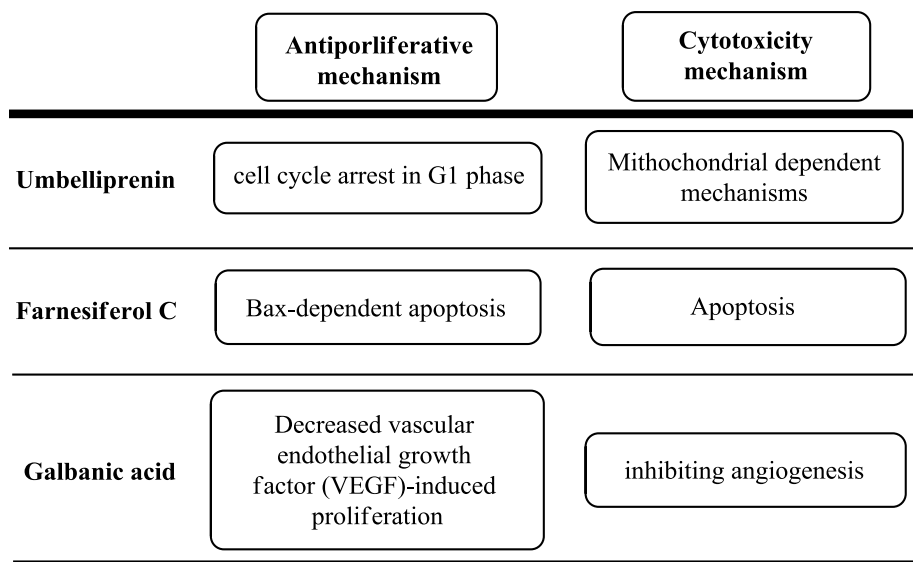 Antiporliferative
mechanism
Cytotoxicity
mechanism
Umbelliprenin
cell cycle arrest in G1 phase
Mithochondrial dependent
mechanisms
Farnesiferol C
Bax-dependent apoptosis
Apoptosis
Galbanic acid
Decreased vascular
endothelial growth
factor (VEGF)-induced
proliferation
inhibiting angiogenesis